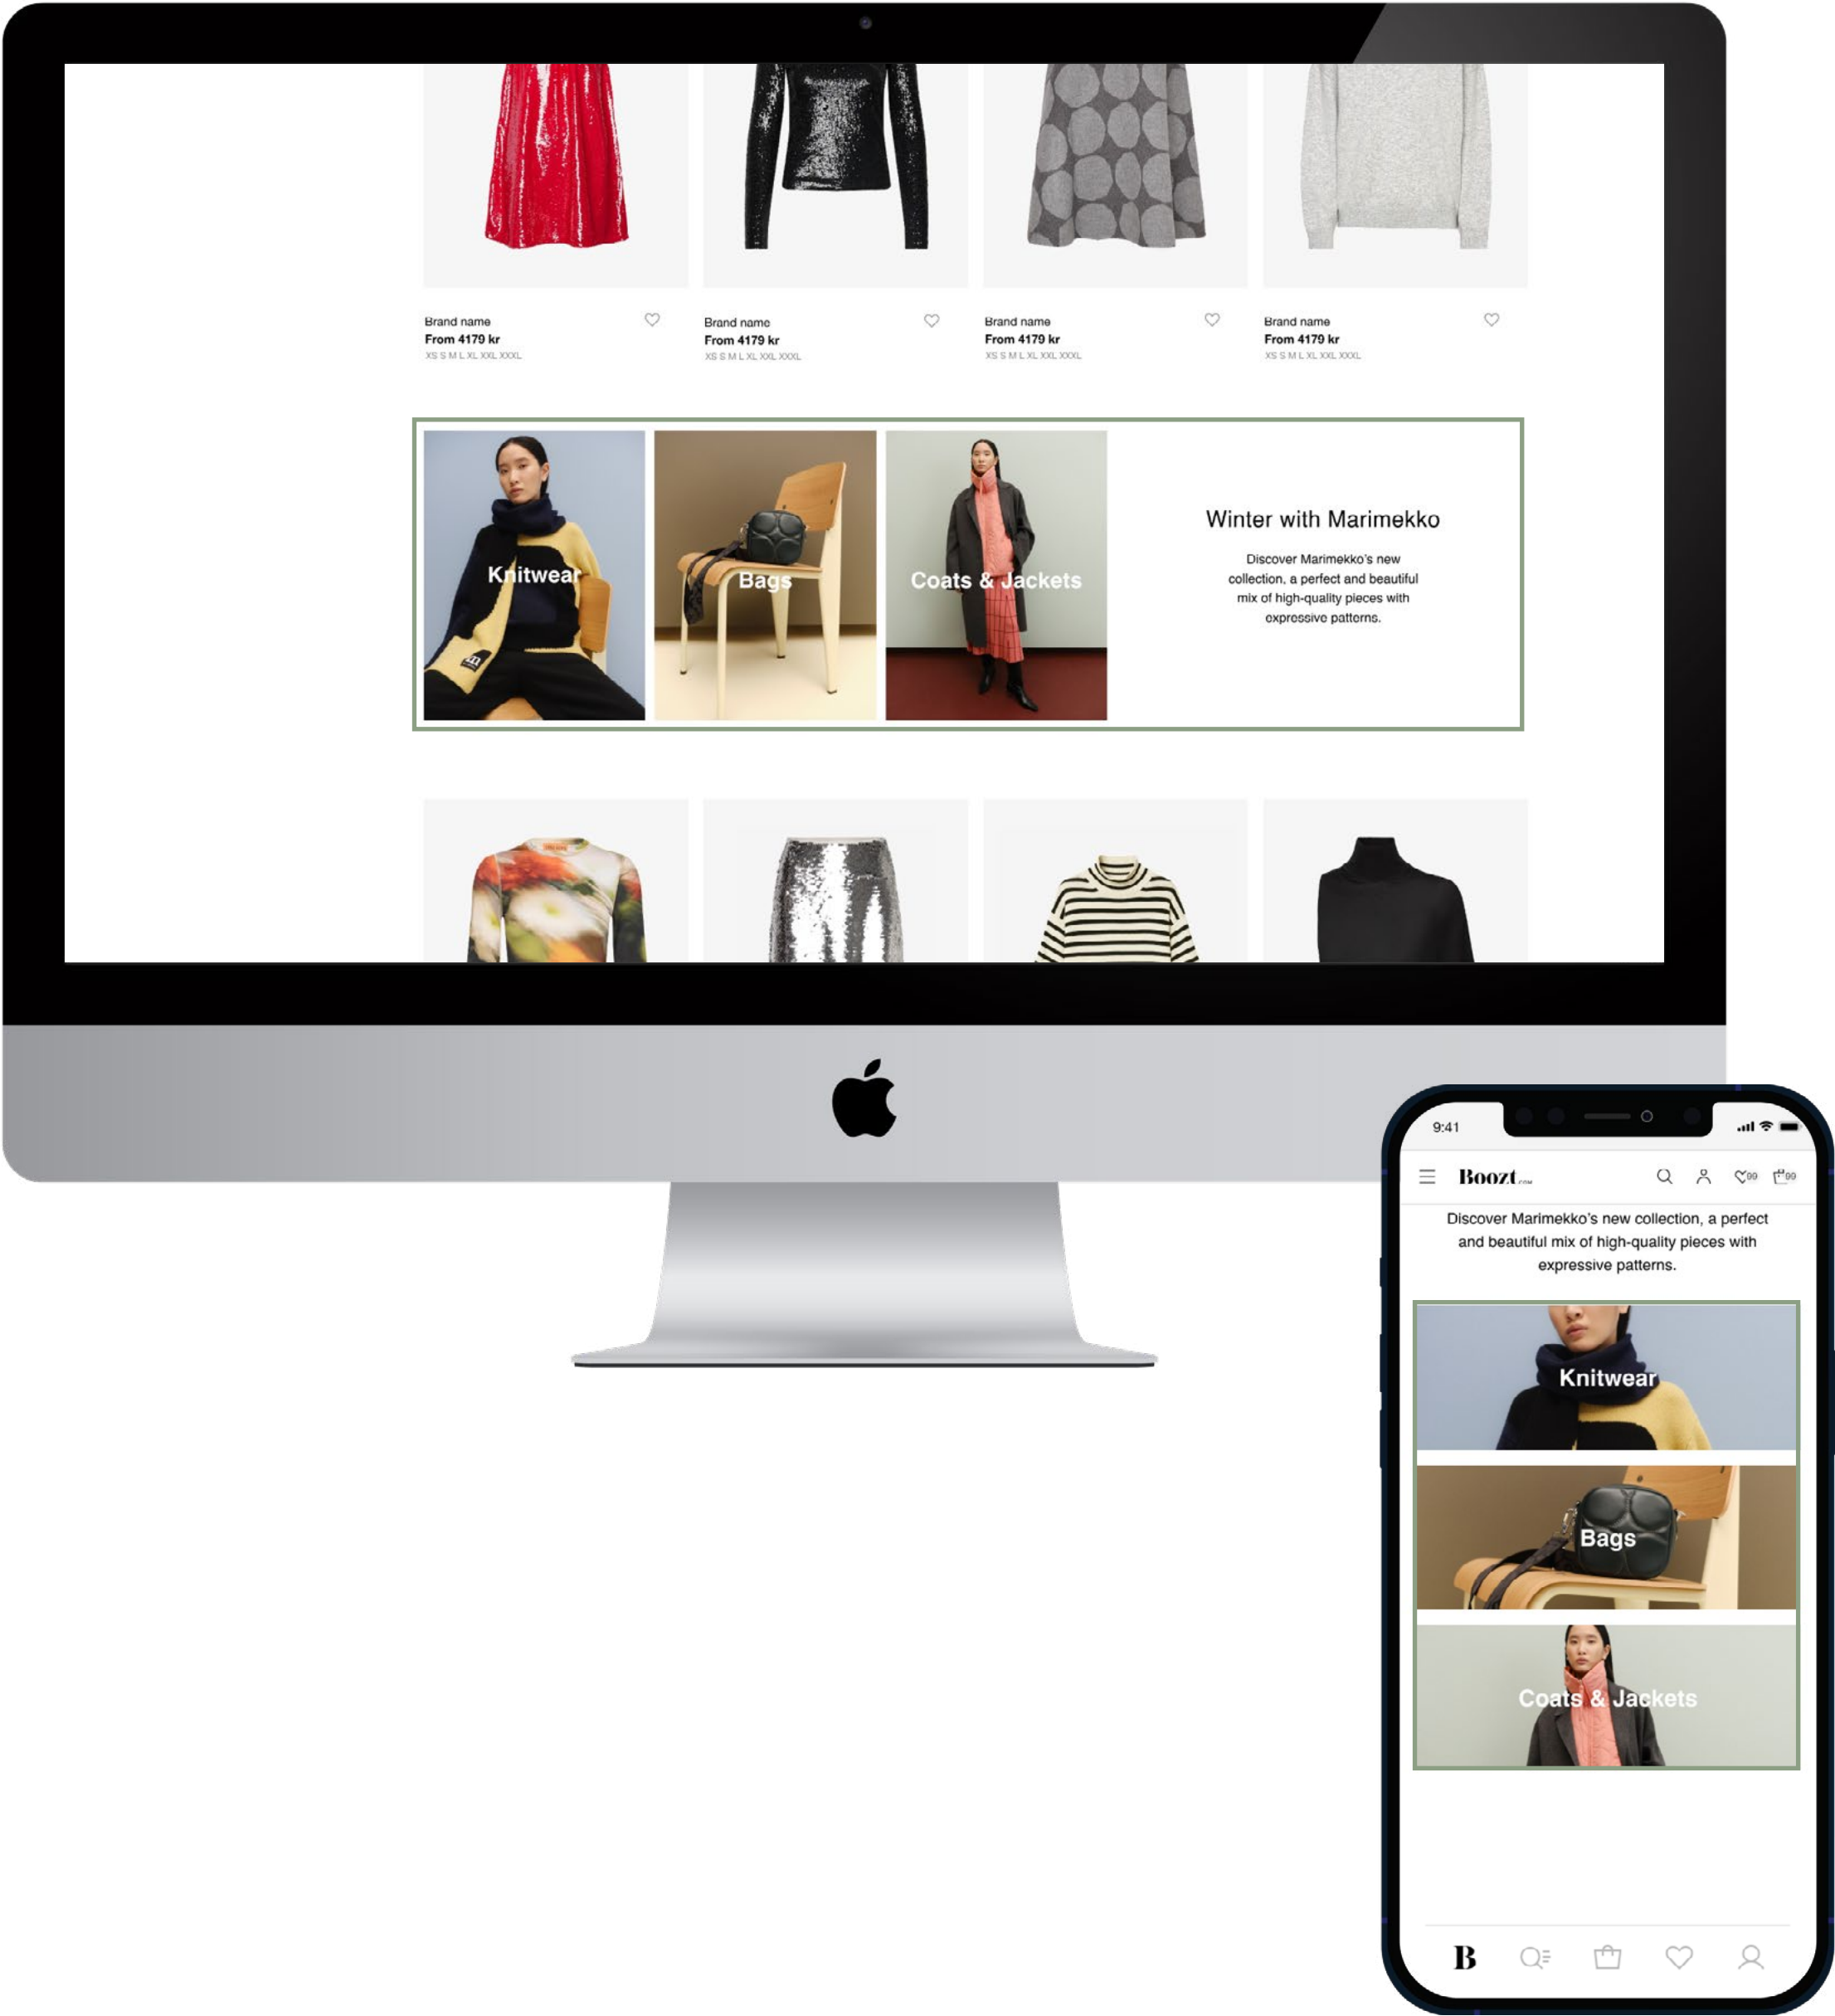 Brand name
From 4179 kr
XS S M L XL XXL XXXL
Brand name
From 4179 kr
XS S M L XL XXL XXXL
Brand name
From 4179 kr
XS S M L XL XXL XXXL
Brand name
From 4179 kr
XS S M L XL XXL XXXL
Knitwear
Bags
Coats & Jackets
Winter with Marimekko
Discover Marimekko's new
collection, a perfect and beautiful
mix of high-quality pieces with
expressive patterns.
9:41
Boozt.COM
99
99
Discover Marimekko's new collection, a perfect
and beautiful mix of high-quality pieces with
expressive patterns.
Knitwear
Bags
Coats & Jackets
B